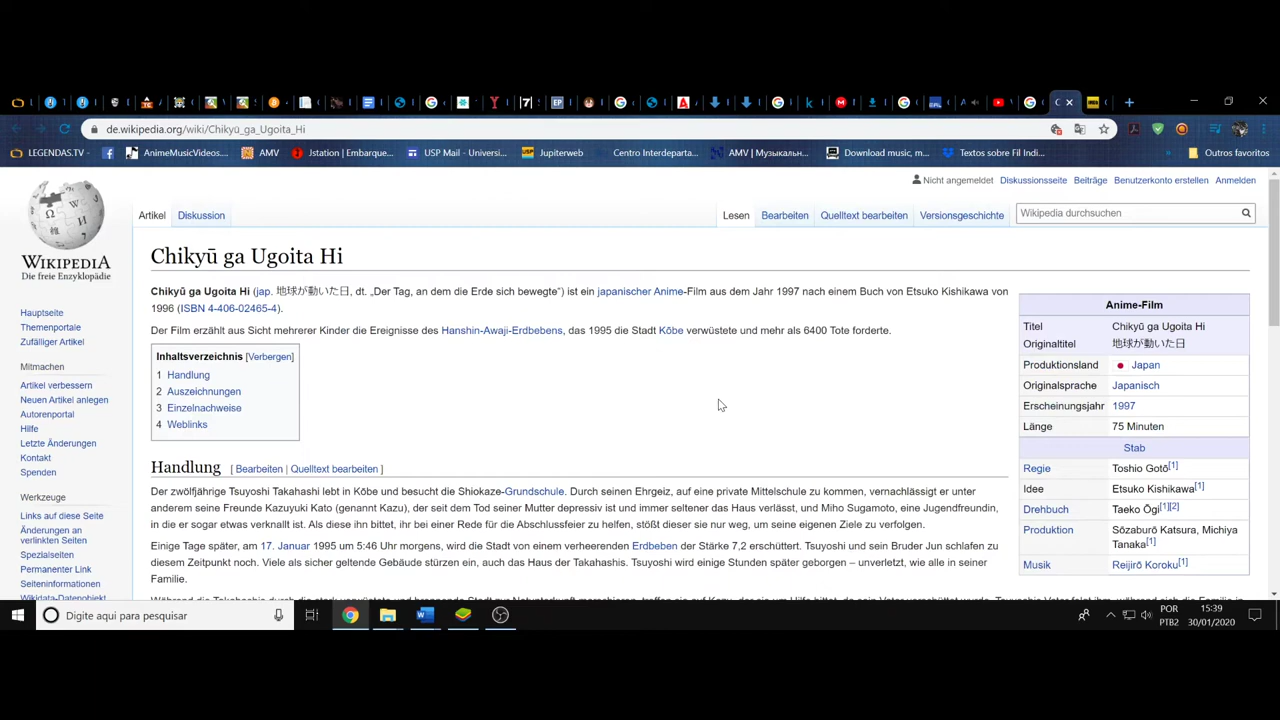 de.wikipedia.org/wiki/Chikyū_ga_Ugoita_Hi
LEGENDAS.TV -
AnimeMusicVideos....
AMV
Jstation | Embarque...
USP Mail - Universi...
Jupiterweb
Centro Interdeparta...
AMV | Музыкальн...
Download music, m...
Textos sobre Fil Indi...
»
Outros favoritos
Nicht angemeldet Diskussionsseite Beiträge Benutzerkonto erstellen Anmelden
Artikel Diskussion
Lesen Bearbeiten Quelltext bearbeiten Versionsgeschichte
Wikipedia durchsuchen
WIKIPEDIA
Die freie Enzyklopädie
Hauptseite
Themenportale
Zufälliger Artikel
Mitmachen
Artikel verbessern
Neuen Artikel anlegen
Autorenportal
Hilfe
Letzte Änderungen
Kontakt
Spenden
Werkzeuge
Links auf diese Seite
Änderungen an
verlinkten Seiten
Spezialseiten
Permanenter Link
Seiteninformationen
Wikidata-Datenobjekt
Chikyū ga Ugoita Hi
Chikyū ga Ugoita Hi (jap. 地球が動いた日, dt. „Der Tag, an dem die Erde sich bewegte“) ist ein japanischer Anime-Film aus dem Jahr 1997 nach einem Buch von Etsuko Kishikawa von
1996 (ISBN 4-406-02465-4).
Der Film erzählt aus Sicht mehrerer Kinder die Ereignisse des Hanshin-Awaji-Erdbebens, das 1995 die Stadt Kōbe verwüstete und mehr als 6400 Tote forderte.
Inhaltsverzeichnis [Verbergen]
1 Handlung
2 Auszeichnungen
3 Einzelnachweise
4 Weblinks
Handlung [ Bearbeiten | Quelltext bearbeiten ]
Der zwölfjährige Tsuyoshi Takahashi lebt in Kōbe und besucht die Shiokaze-Grundschule. Durch seinen Ehrgeiz, auf eine private Mittelschule zu kommen, vernachlässigt er unter
anderem seine Freunde Kazuyuki Kato (genannt Kazu), der seit dem Tod seiner Mutter depressiv ist und immer seltener das Haus verlässt, und Miho Sugamoto, eine Jugendfreundin,
in die er sogar etwas verknallt ist. Als diese ihn bittet, ihr bei einer Rede für die Abschlussfeier zu helfen, stößt dieser sie nur weg, um seine eigenen Ziele zu verfolgen.
Einige Tage später, am 17. Januar 1995 um 5:46 Uhr morgens, wird die Stadt von einem verheerenden Erdbeben der Stärke 7,2 erschüttert. Tsuyoshi und sein Bruder Jun schlafen zu
diesem Zeitpunkt noch. Viele als sicher geltende Gebäude stürzen ein, auch das Haus der Takahashis. Tsuyoshi wird einige Stunden später geborgen – unverletzt, wie alle in seiner
Familie.
Anime-Film
Titel Chikyū ga Ugoita Hi
Originaltitel 地球が動いた日
Produktionsland Japan
Originalsprache Japanisch
Erscheinungsjahr 1997
Länge 75 Minuten
Stab
Regie Toshio Gotō[1]
Idee Etsuko Kishikawa[1]
Drehbuch Taeko Ōgi[1][2]
Produktion Sōzaburō Katsura, Michiya
Tanaka[1]
Musik Reijirō Koroku[1]
Digite aqui para pesquisar
POR
PTB2
15:39
30/01/2020